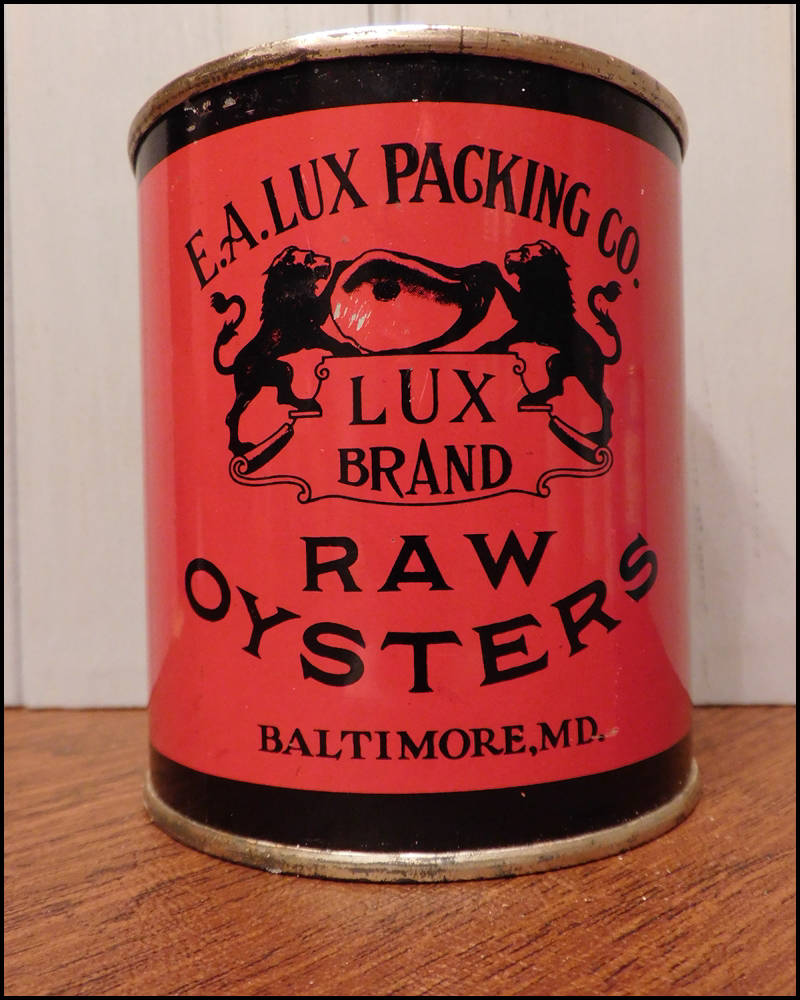 E.A. LUX PACKING CO.
LUX
BRAND
RAW
OYSTERS
BALTIMORE, MD.